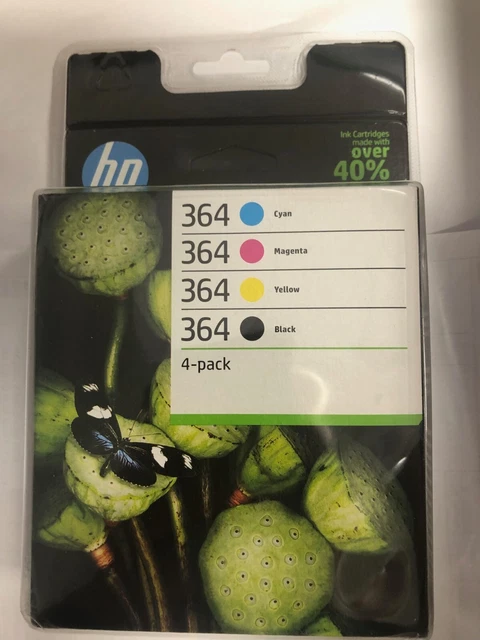 hp
Ink Cartridges
made with
over
40%
364 Cyan
364 Magenta
364 Yellow
364 Black
4-pack